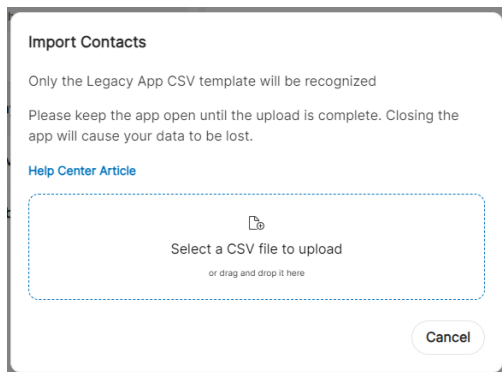 Import Contacts
Only the Legacy App CSV template will be recognized
Please keep the app open until the upload is complete. Closing the
app will cause your data to be lost.
Help Center Article
Select a CSV file to upload
or drag and drop it here
Cancel